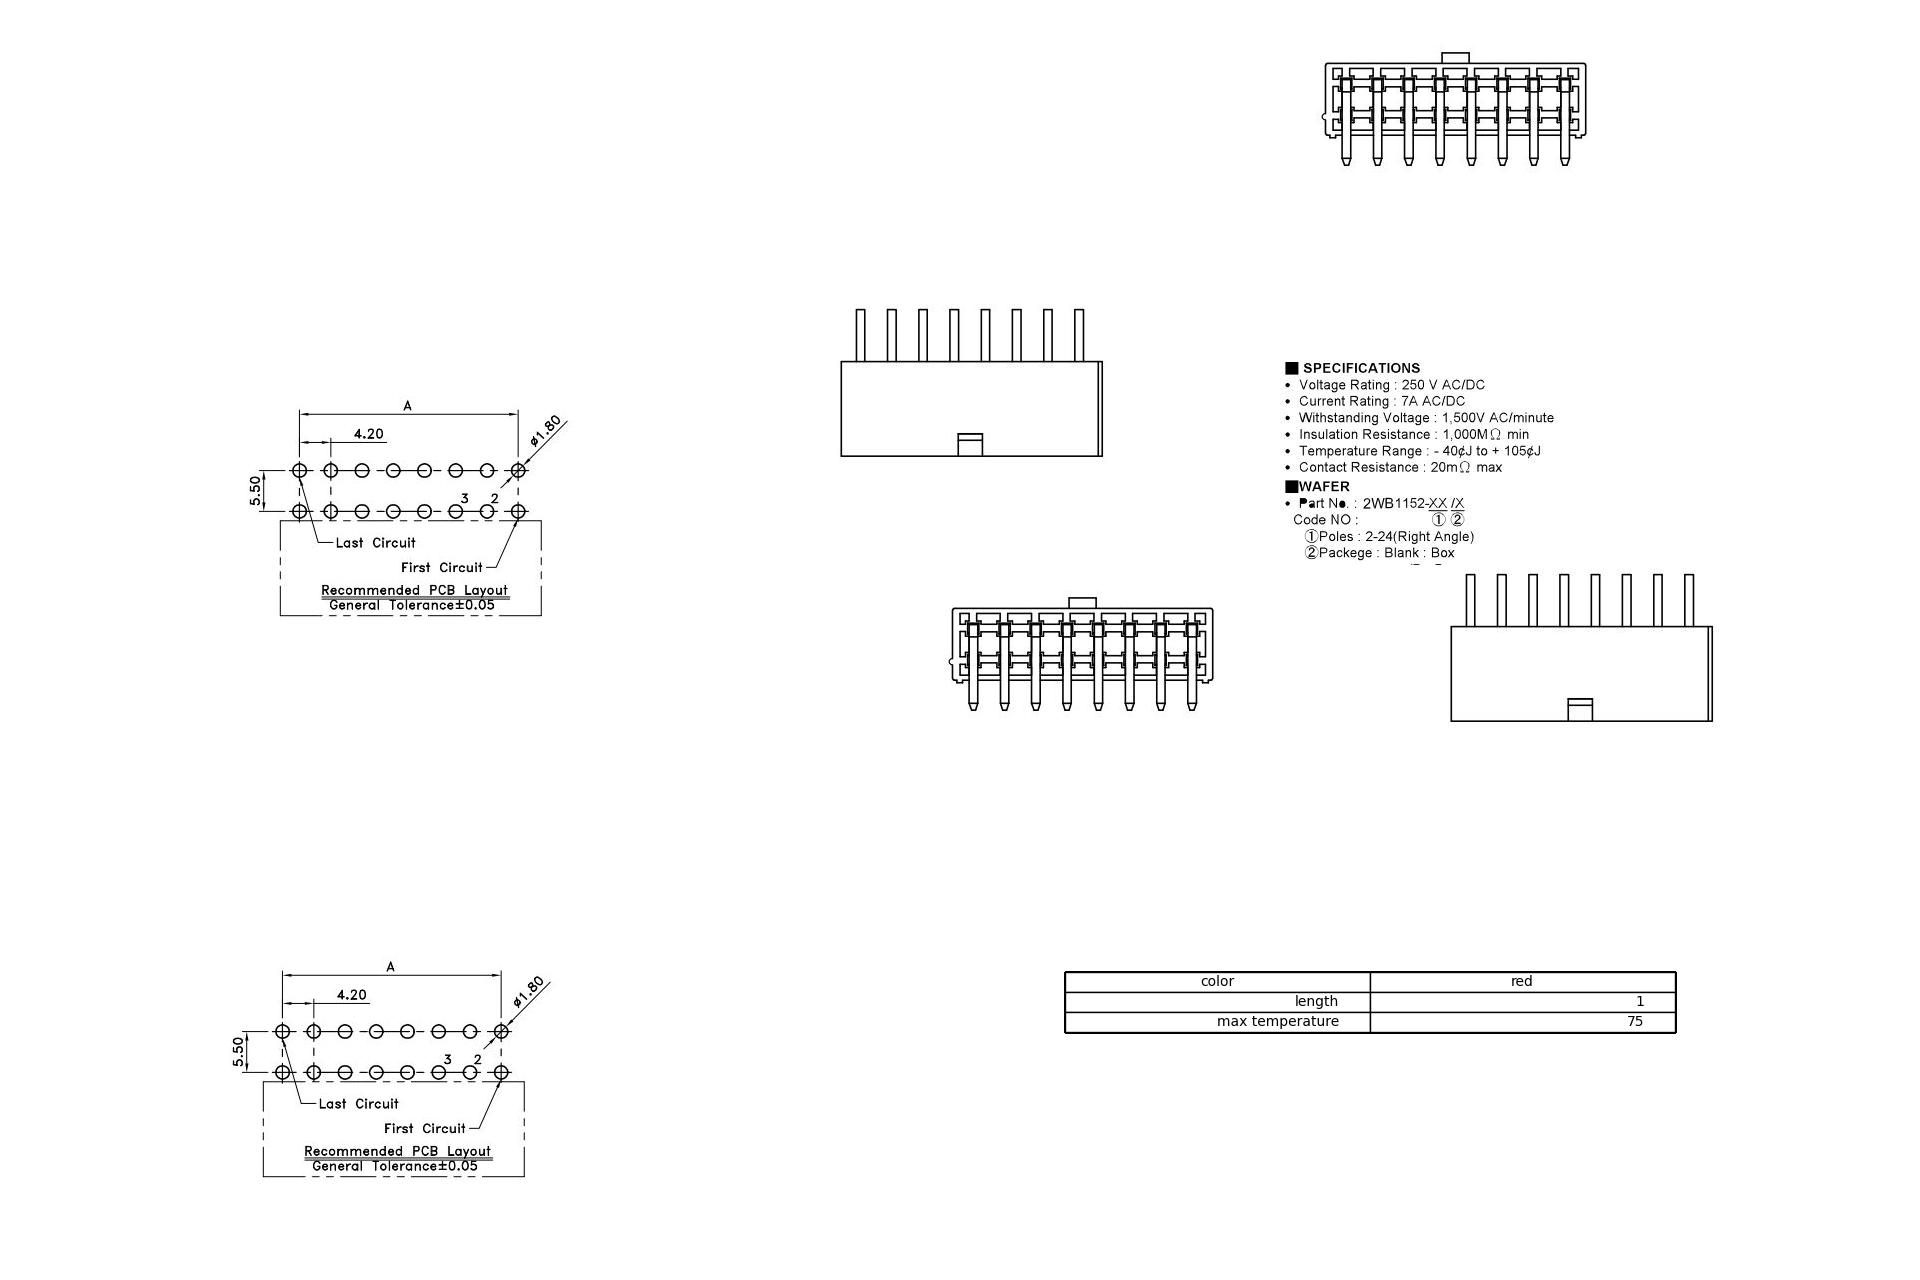 ■ SPECIFICATIONS
• Voltage Rating : 250 V AC/DC
• Current Rating : 7A AC/DC
• Withstanding Voltage : 1,500V AC/minute
• Insulation Resistance : 1,000MΩ min
• Temperature Range : - 40¢J to + 105¢J
• Contact Resistance : 20mΩ max
■WAFER
• Part No. : 2WB1152-XX /X
Code NO : ① ②
①Poles : 2-24(Right Angle)
②Packege : Blank : Box
A
4.20
ø1.80
5.50
3 2
Last Circuit
First Circuit
Recommended PCB Layout
General Tolerance±0.05
A
4.20
ø1.80
5.50
3 2
Last Circuit
First Circuit
Recommended PCB Layout
General Tolerance±0.05
color red
length 1
max temperature 75